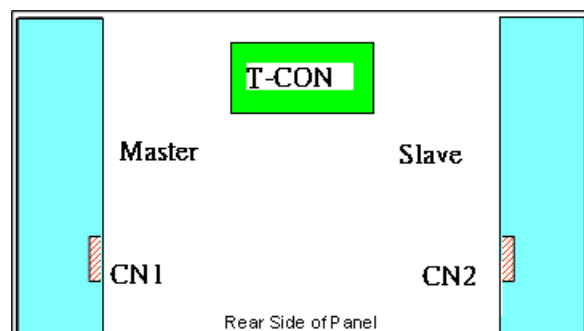 T-CON
Master Slave
CN1 CN2
Rear Side of Panel